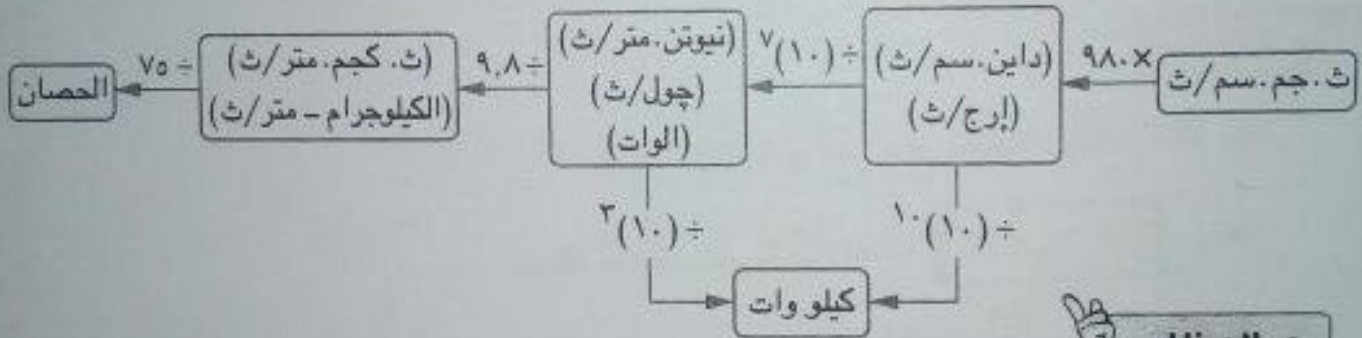 ث.جم.سم/ث
×٩٨٠
(داين.سم/ث)
(إرج/ث)
÷(١٠)٧
(نيوتن.متر/ث)
(چول/ث)
(الوات)
÷٩,٨
(ث.كجم.متر/ث)
(الكيلوجرام – متر/ث)
÷٧٥
الحصان
÷(١٠)١٠
÷(١٠)٣
كيلو وات